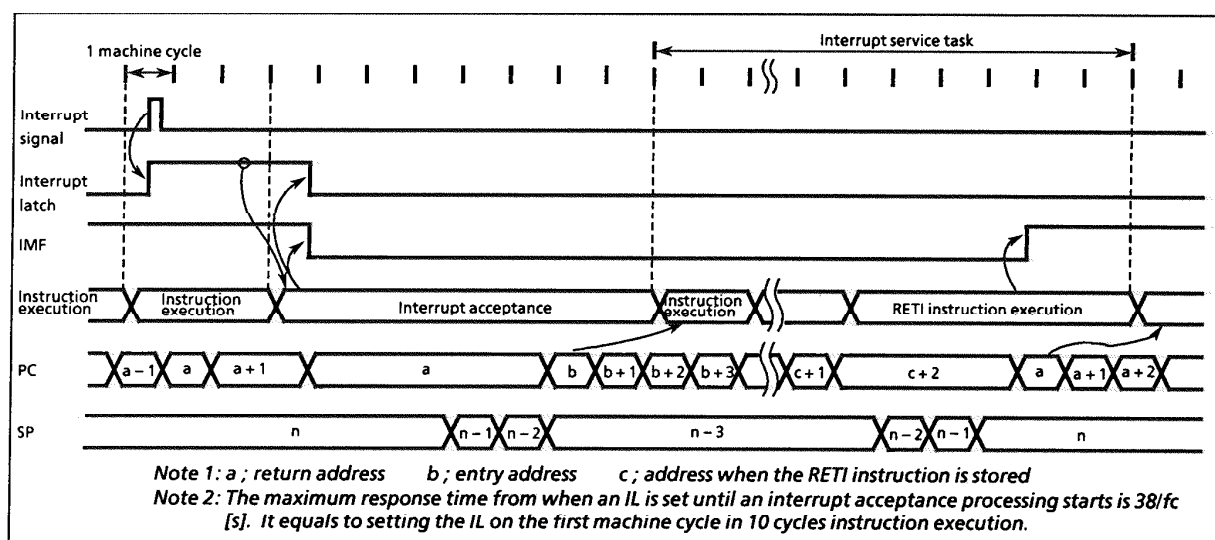 1 machine cycle
Interrupt service task
Interrupt
signal
Interrupt
latch
IMF
Instruction
execution
Instruction
execution
Interrupt acceptance
Instruction
execution
RETI instruction execution
PC
a – 1
a
a + 1
a
b
b + 1
b + 2
b + 3
c + 1
c + 2
a
a + 1
a + 2
SP
n
n – 1
n – 2
n – 3
n – 2
n – 1
n
Note 1: a ; return address b ; entry address c ; address when the RETI instruction is stored
Note 2: The maximum response time from when an IL is set until an interrupt acceptance processing starts is 38/fc
[s]. It equals to setting the IL on the first machine cycle in 10 cycles instruction execution.